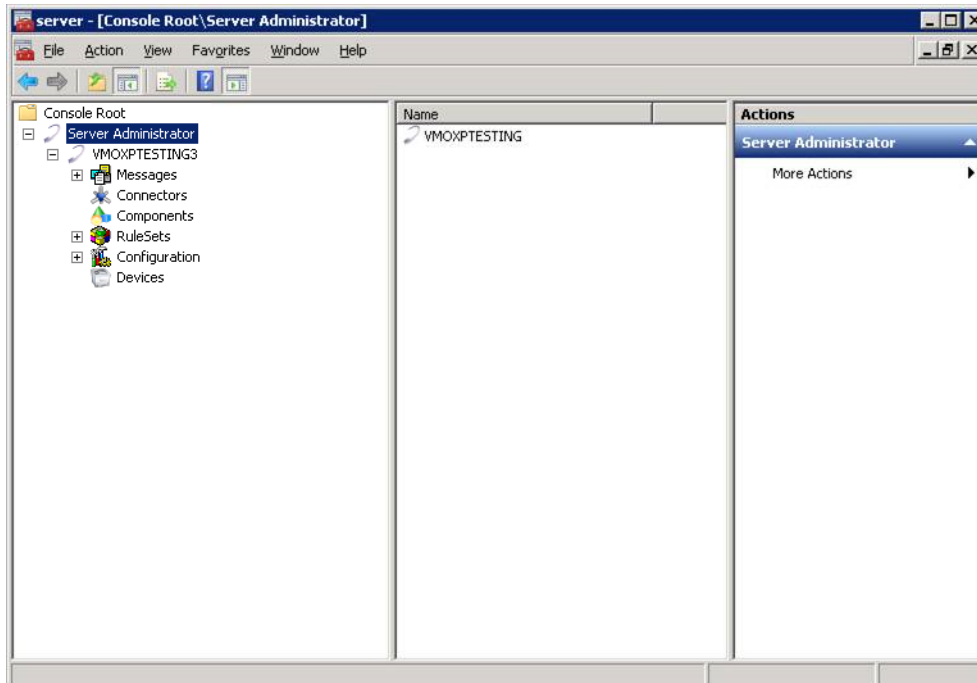 server - [Console Root\Server Administrator]
File Action View Favorites Window Help
Console Root
Server Administrator
VMOXPTESTING3
Messages
Connectors
Components
RuleSets
Configuration
Devices
Name
VMOXPTESTING
Actions
Server Administrator
More Actions